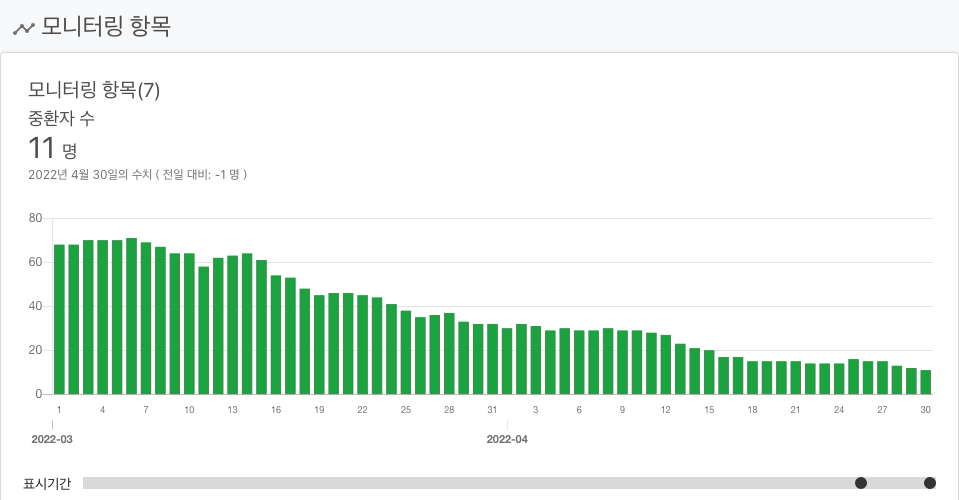 모니터링 항목
모니터링 항목(7)
중환자 수
11 명
2022년 4월 30일의 수치 ( 전일 대비: -1 명 )
80
60
40
20
0
1 4 7 10 13 16 19 22 25 28 31 3 6 9 12 15 18 21 24 27 30
2022-03 2022-04
표시기간